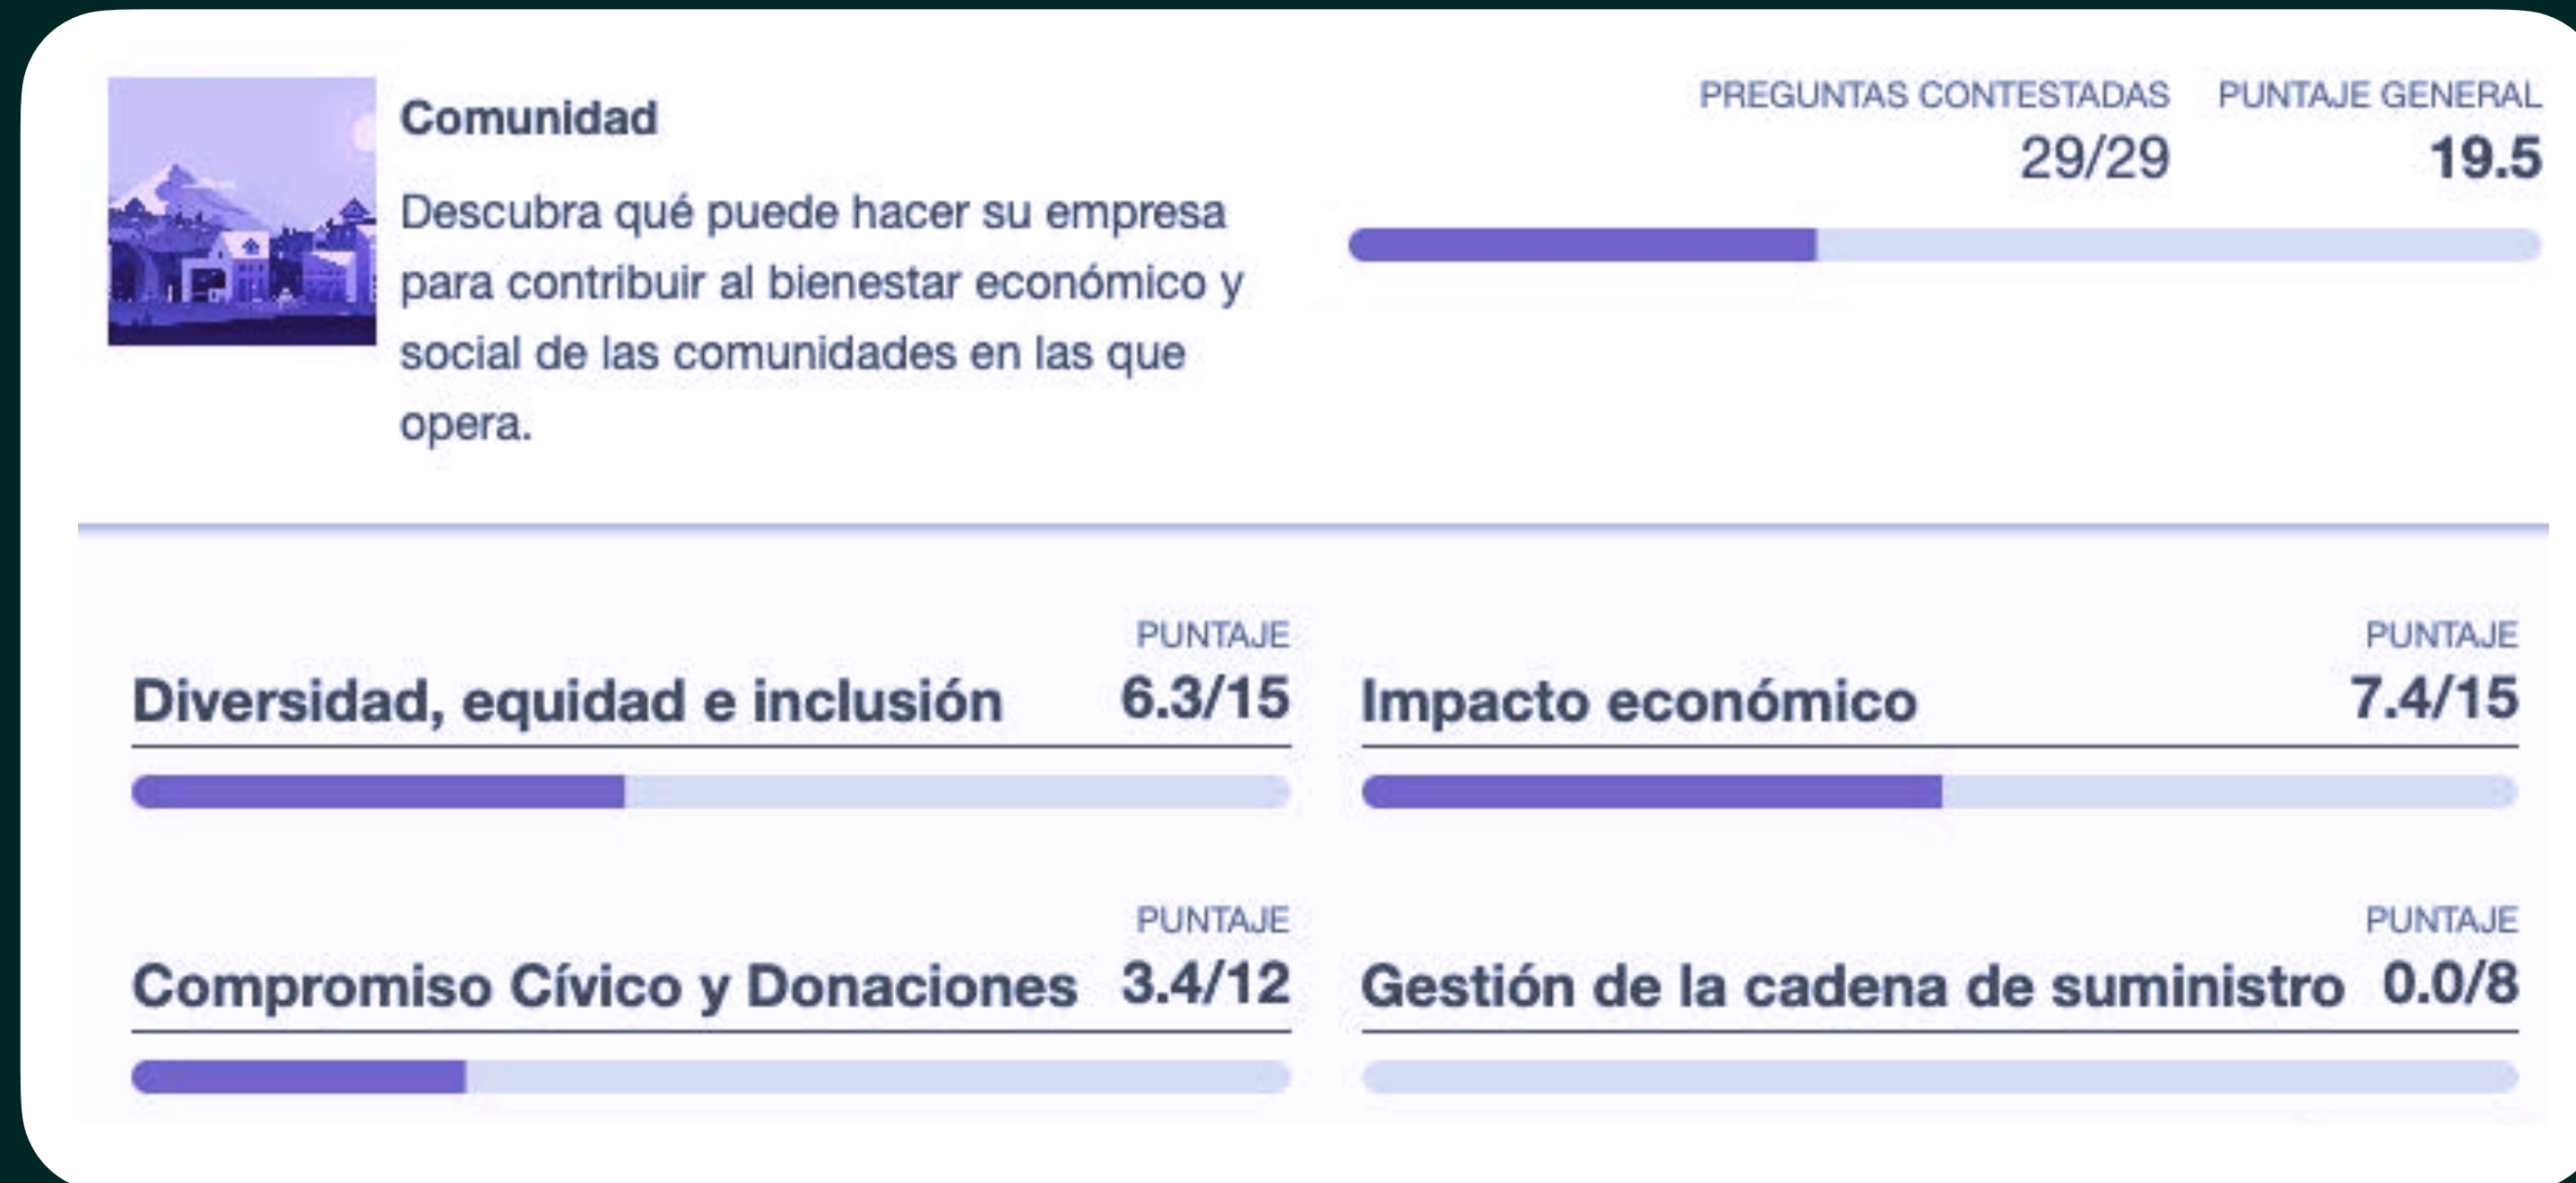 Comunidad
Descubra qué puede hacer su empresa
para contribuir al bienestar económico y
social de las comunidades en las que
opera.
PREGUNTAS CONTESTADAS
29/29
PUNTAJE GENERAL
19.5
PUNTAJE
Diversidad, equidad e inclusión 6.3/15
PUNTAJE
Impacto económico 7.4/15
PUNTAJE
Compromiso Cívico y Donaciones 3.4/12
PUNTAJE
Gestión de la cadena de suministro 0.0/8